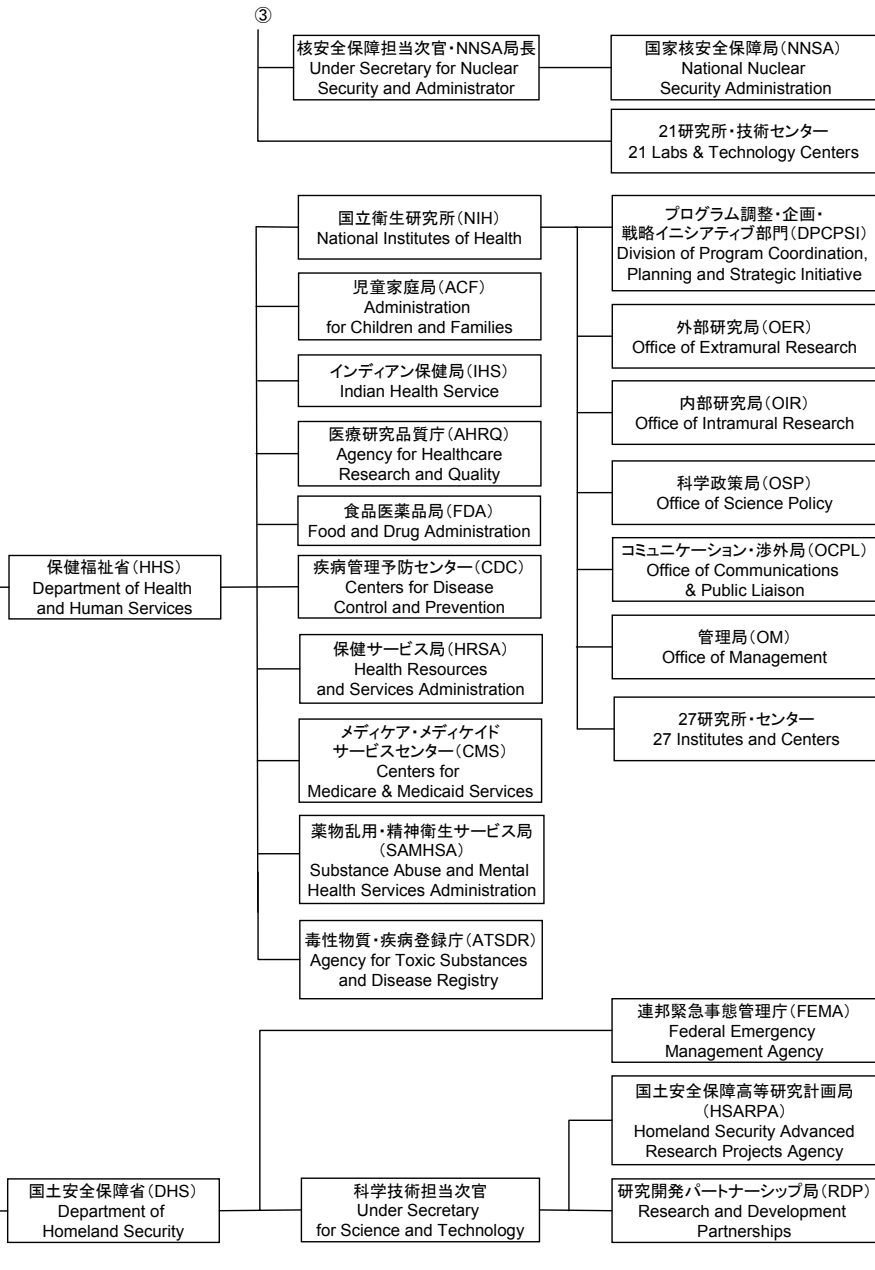 ③
核安全保障担当次官・NNSA局長
Under Secretary for Nuclear
Security and Administrator
国家核安全保障局(NNSA)
National Nuclear
Security Administration
21研究所・技術センター
21 Labs & Technology Centers
保健福祉省(HHS)
Department of Health
and Human Services
国立衛生研究所(NIH)
National Institutes of Health
児童家庭局(ACF)
Administration
for Children and Families
インディアン保健局(IHS)
Indian Health Service
医療研究品質庁(AHRQ)
Agency for Healthcare
Research and Quality
食品医薬品局(FDA)
Food and Drug Administration
疾病管理予防センター(CDC)
Centers for Disease
Control and Prevention
保健サービス局(HRSA)
Health Resources
and Services Administration
メディケア・メディケイド
サービスセンター(CMS)
Centers for
Medicare & Medicaid Services
薬物乱用・精神衛生サービス局
(SAMHSA)
Substance Abuse and Mental
Health Services Administration
毒性物質・疾病登録庁(ATSDR)
Agency for Toxic Substances
and Disease Registry
プログラム調整・企画・
戦略イニシアティブ部門(DPCPSI)
Division of Program Coordination,
Planning and Strategic Initiative
外部研究局(OER)
Office of Extramural Research
内部研究局(OIR)
Office of Intramural Research
科学政策局(OSP)
Office of Science Policy
コミュニケーション・渉外局(OCPL)
Office of Communications
& Public Liaison
管理局(OM)
Office of Management
27研究所・センター
27 Institutes and Centers
国土安全保障省(DHS)
Department of
Homeland Security
科学技術担当次官
Under Secretary
for Science and Technology
連邦緊急事態管理庁(FEMA)
Federal Emergency
Management Agency
国土安全保障高等研究計画局
(HSARPA)
Homeland Security Advanced
Research Projects Agency
研究開発パートナーシップ局(RDP)
Research and Development
Partnerships